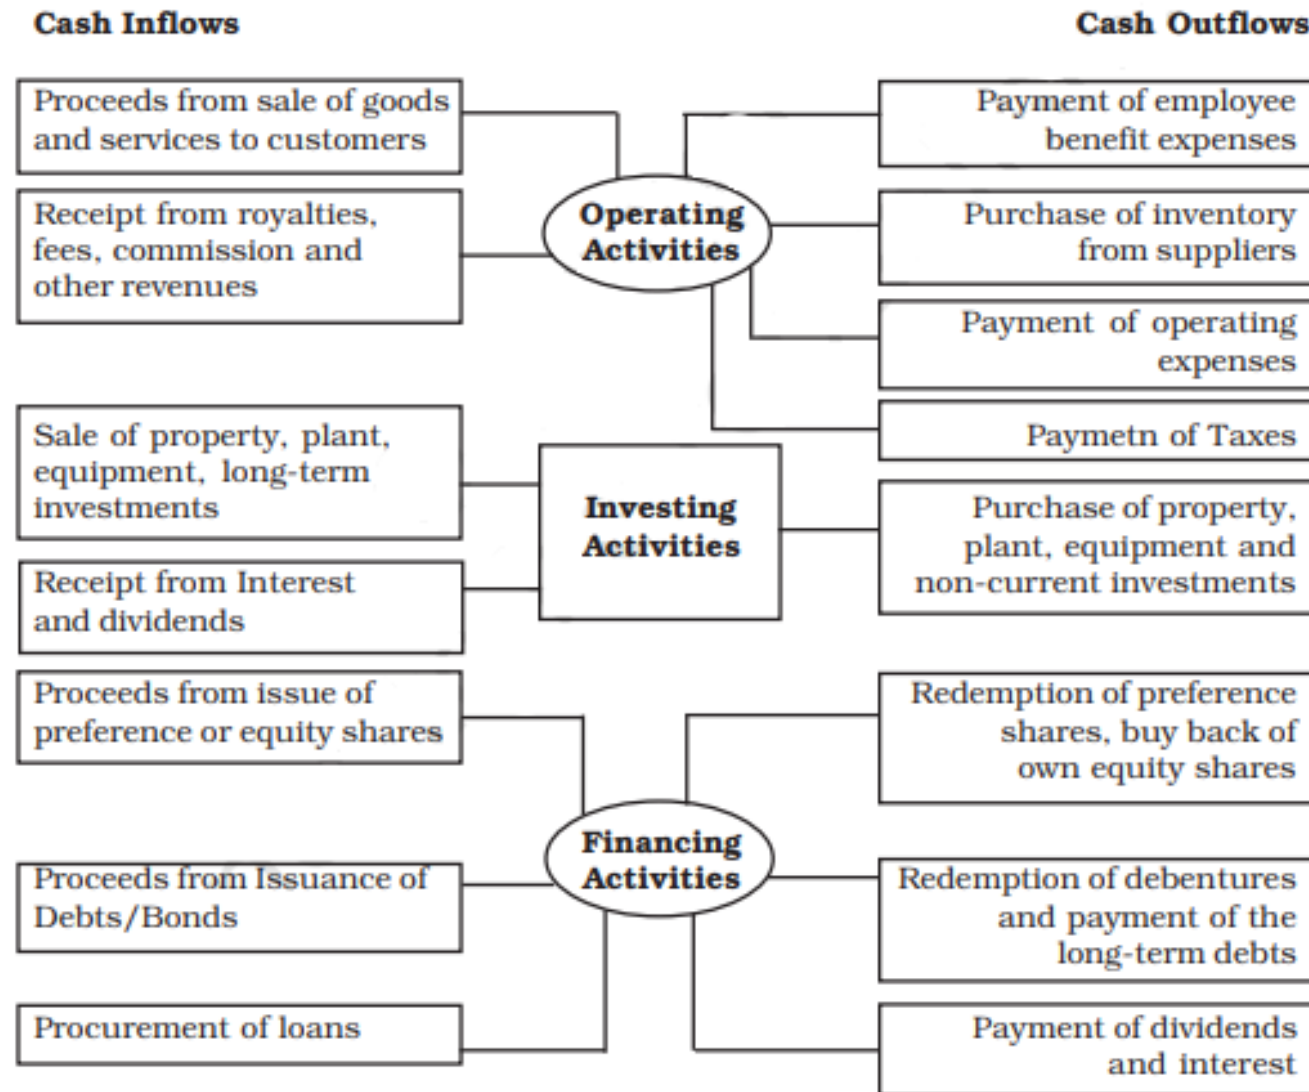 Cash Inflows
Cash Outflows
Proceeds from sale of goods
and services to customers
Receipt from royalties,
fees, commission and
other revenues
Operating
Activities
Payment of employee
benefit expenses
Purchase of inventory
from suppliers
Payment of operating
expenses
Paymetn of Taxes
Sale of property, plant,
equipment, long-term
investments
Receipt from Interest
and dividends
Investing
Activities
Purchase of property,
plant, equipment and
non-current investments
Proceeds from issue of
preference or equity shares
Proceeds from Issuance of
Debts/Bonds
Procurement of loans
Financing
Activities
Redemption of preference
shares, buy back of
own equity shares
Redemption of debentures
and payment of the
long-term debts
Payment of dividends
and interest